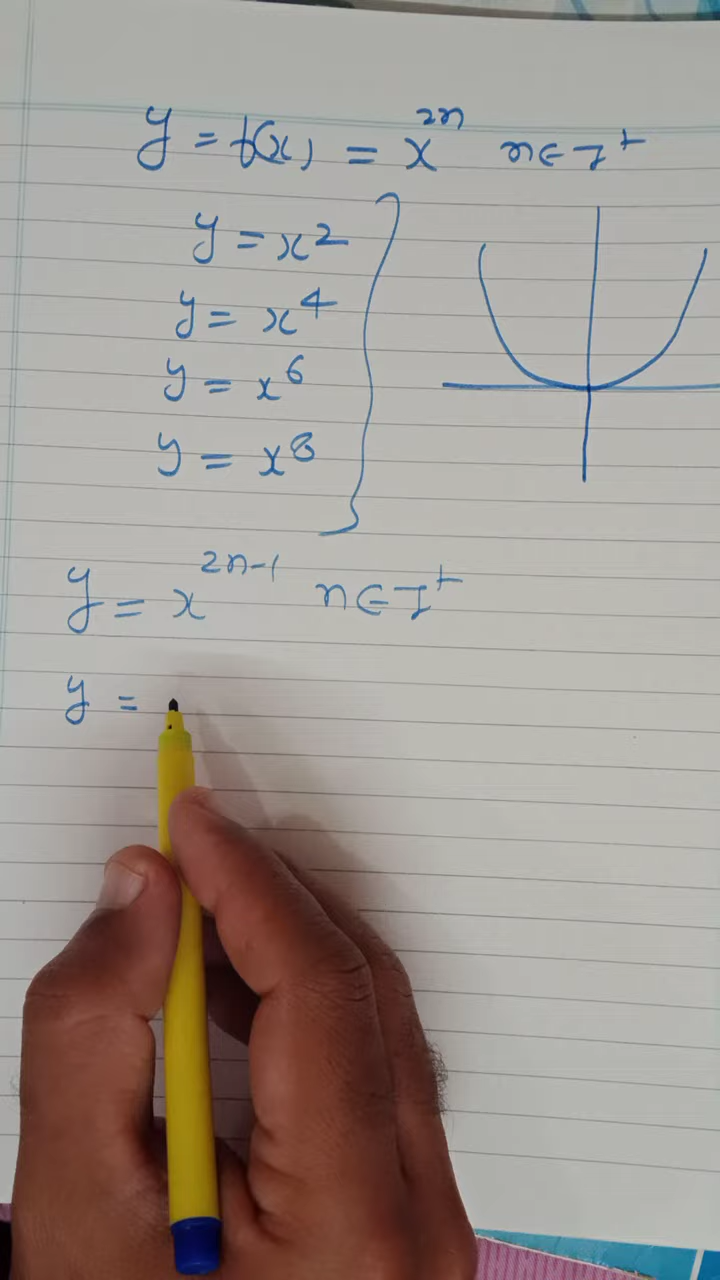 y = f(x) = x^2n n ∈ I^+
y = x^2
y = x^4
y = x^6
y = x^8
y = x^2n-1 n ∈ I^+
y =